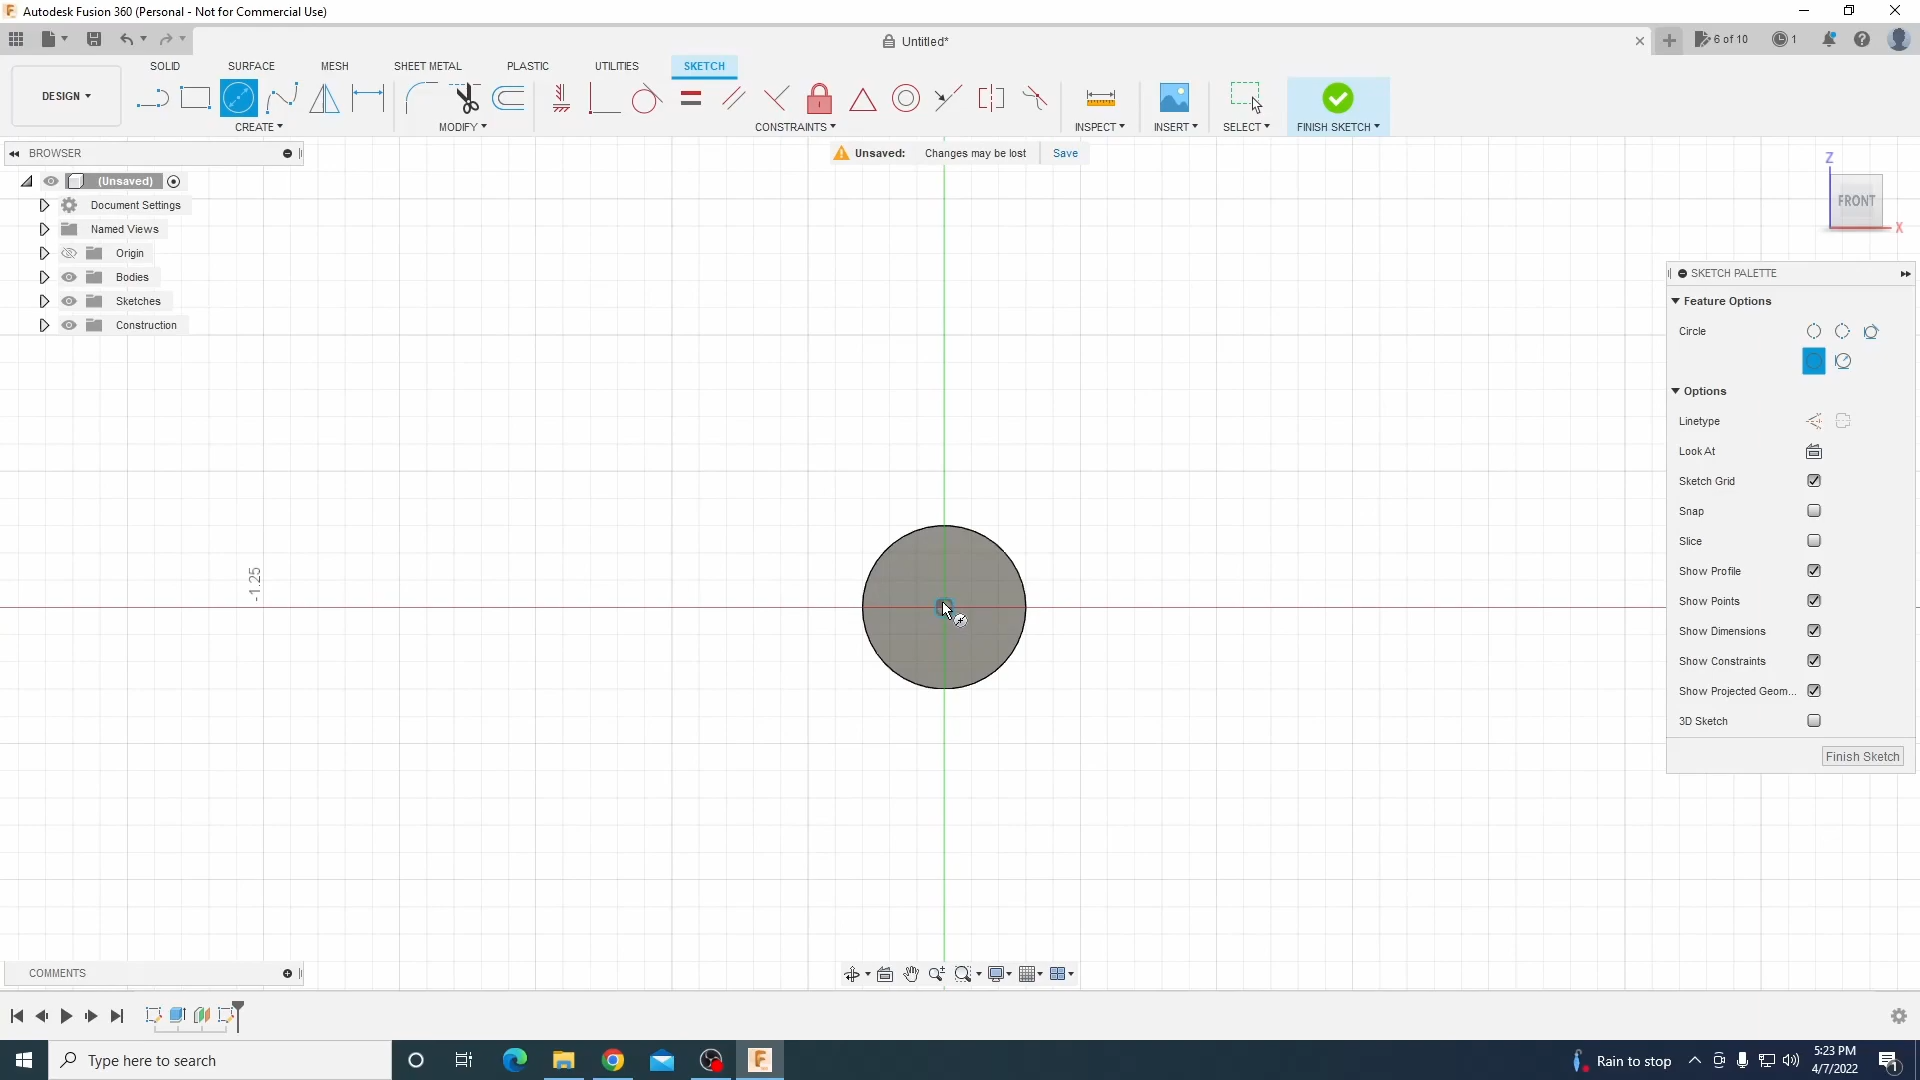 Autodesk Fusion 360 (Personal - Not for Commercial Use)
Untitled*
6 of 10
1
SOLID
SURFACE
MESH
SHEET METAL
PLASTIC
UTILITIES
SKETCH
DESIGN
CREATE
MODIFY
CONSTRAINTS
INSPECT
INSERT
SELECT
FINISH SKETCH
BROWSER
Unsaved: Changes may be lost Save
(Unsaved)
Document Settings
Named Views
Origin
Bodies
Sketches
Construction
Z
FRONT
X
SKETCH PALETTE
Feature Options
Circle
Options
Linetype
Look At
Sketch Grid
Snap
Slice
Show Profile
Show Points
Show Dimensions
Show Constraints
Show Projected Geom...
3D Sketch
Finish Sketch
-1.25
COMMENTS
Type here to search
Rain to stop
5:23 PM
4/7/2022
1